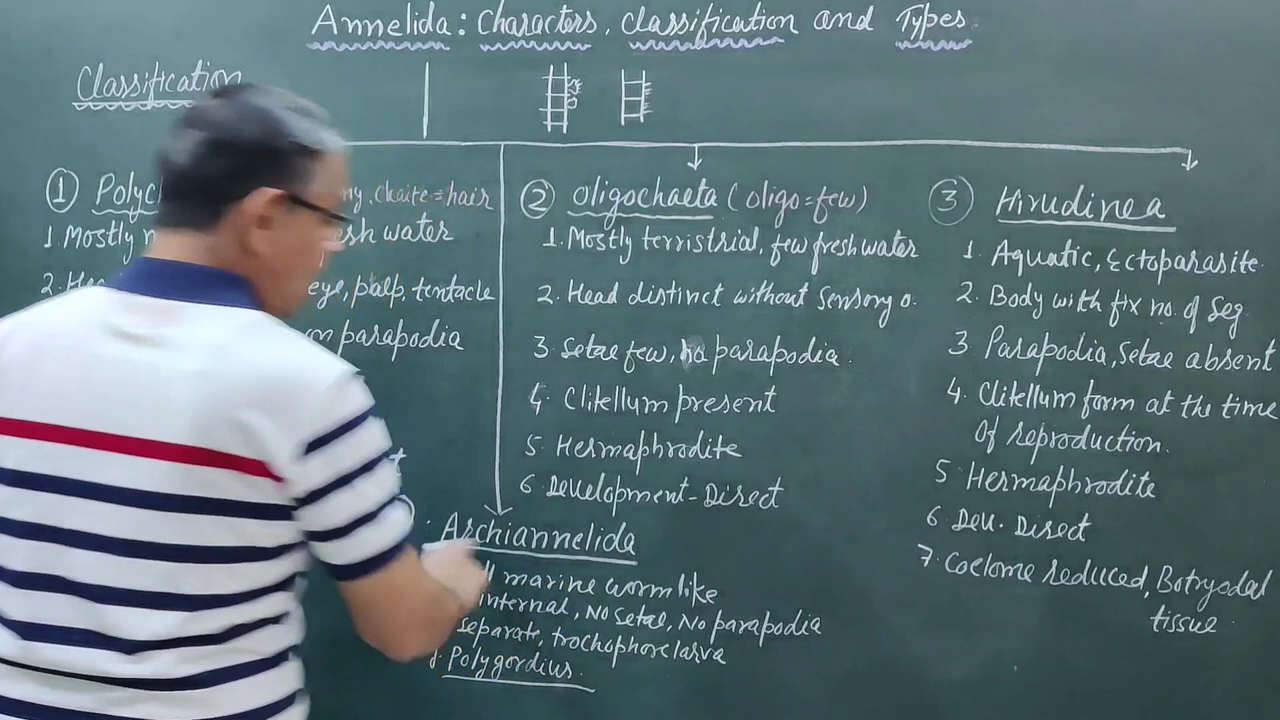 Annelida: Characters, classification and Types.
Classification
① Polyc ny, chaite=hair
1. Mostly esh water
2. eye, palp, tentacle
on parapodia
② Oligochaeta (oligo=few)
1. Mostly terristrial, few freshwater
2. Head distinct without Sensory o.
3. Setae few, no parapodia.
4. Clitellum present
5. Hermaphrodite
6. Development-Direct
③ Hirudinea
1. Aquatic, Ectoparasite.
2. Body with fix no. of seg.
3 Parapodia, Setae absent
4. Clitellum form at the time
of reproduction.
5 Hermaphrodite
6 Dev. Direct
7. Coelome reduced, Botryodal
tissue.
Archiannelida
marine wormlike
internal, No setae, No parapodia
separate, trochophore larva
Polygordius.